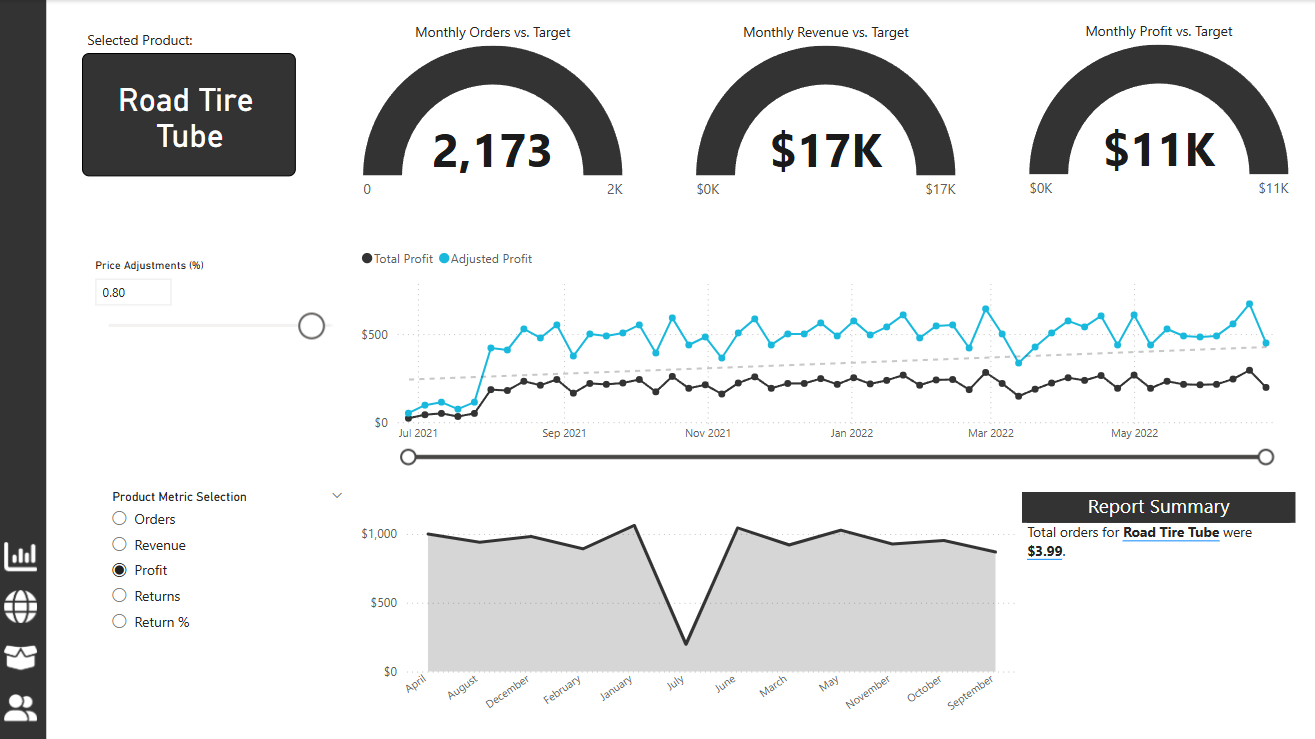 Selected Product:
Road Tire
Tube
Monthly Orders vs. Target
2,173
0
2K
Monthly Revenue vs. Target
$17K
$0K
$17K
Monthly Profit vs. Target
$11K
$0K
$11K
Price Adjustments (%)
0.80
Total Profit
Adjusted Profit
$500
$0
Jul 2021
Sep 2021
Nov 2021
Jan 2022
Mar 2022
May 2022
Product Metric Selection
Orders
Revenue
Profit
Returns
Return %
$1,000
$500
$0
April
August
December
February
January
July
June
March
May
November
October
September
Report Summary
Total orders for Road Tire Tube were
$3.99.